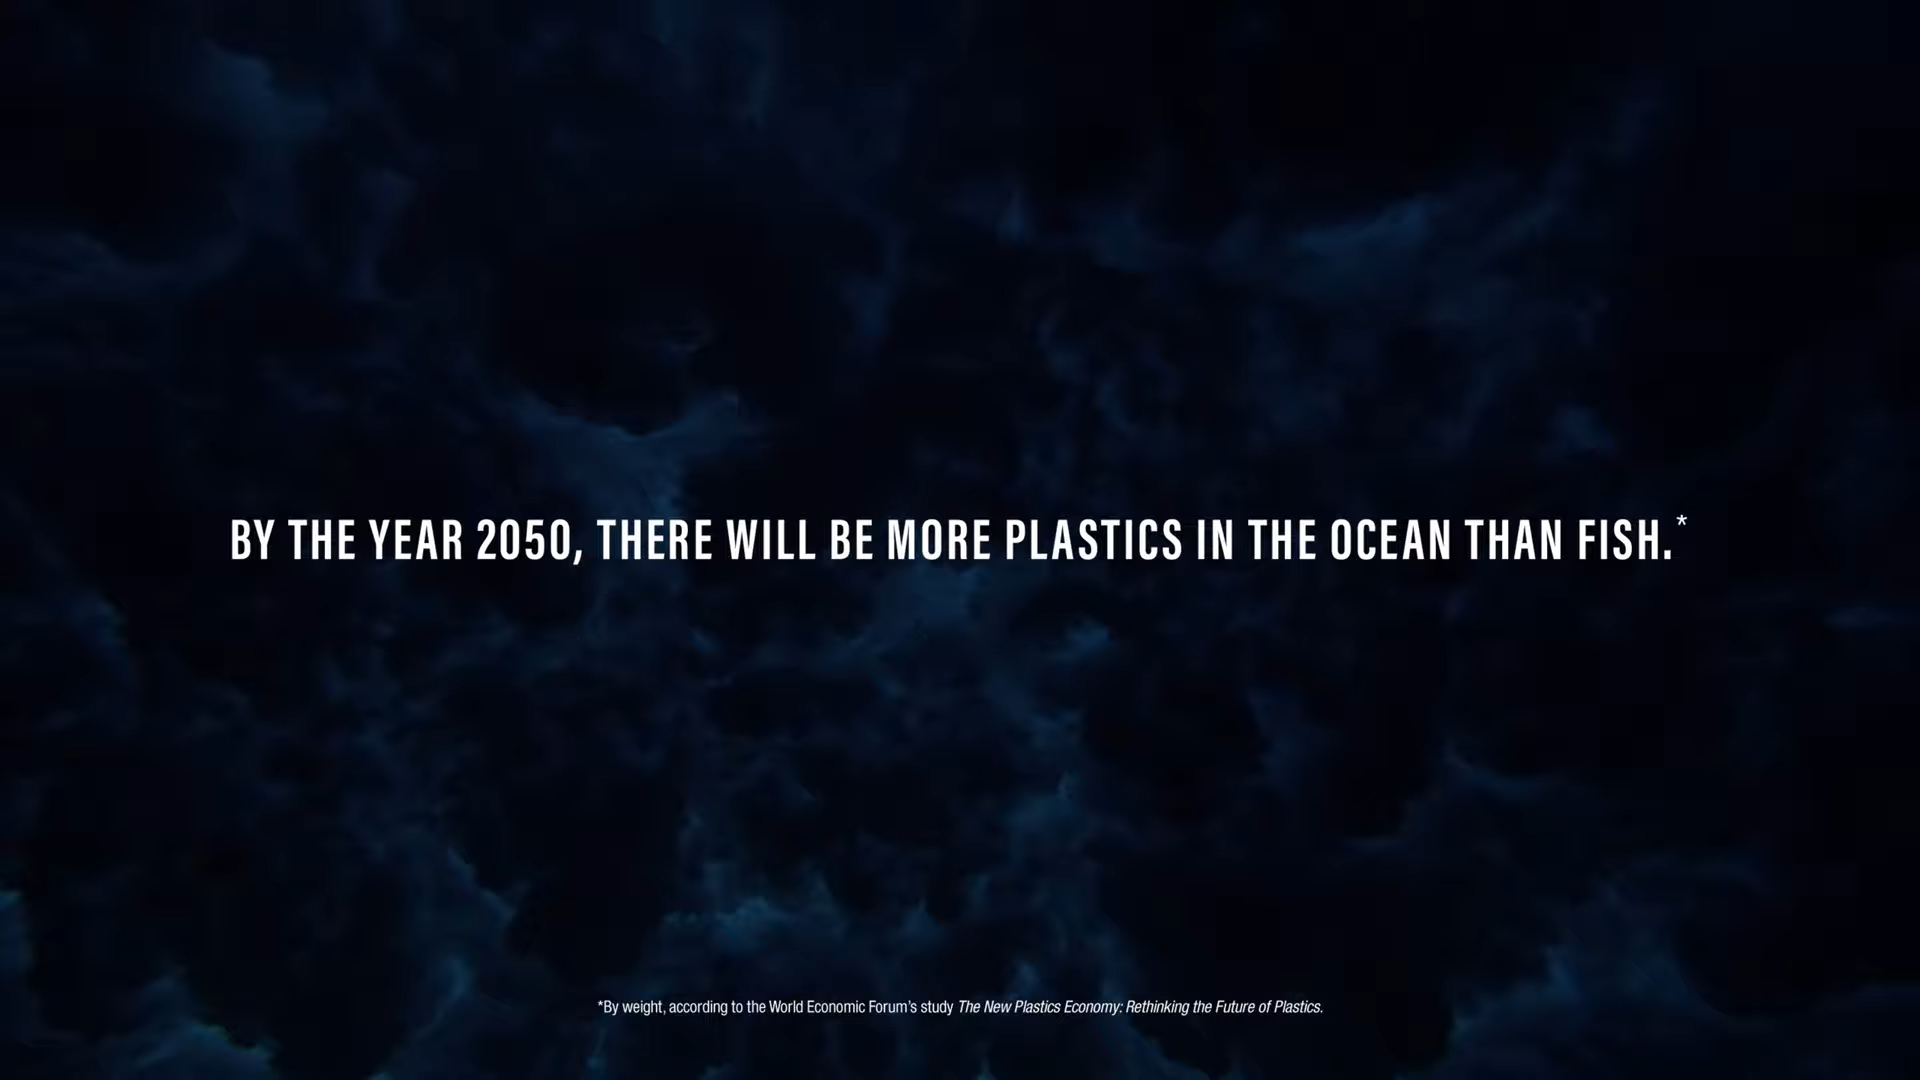 BY THE YEAR 2050, THERE WILL BE MORE PLASTICS IN THE OCEAN THAN FISH.*
*By weight, according to the World Economic Forum's study The New Plastics Economy: Rethinking the Future of Plastics.